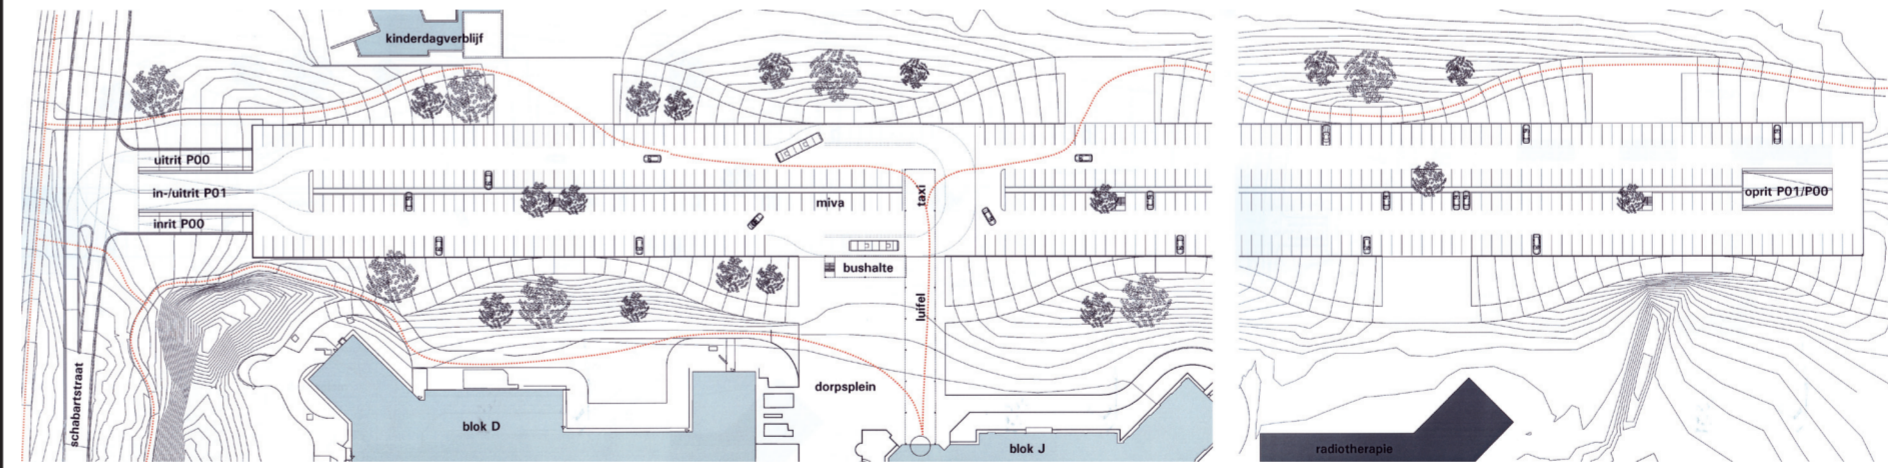 kinderdagverblijf
uitrit P00
in-/uitrit P01
inrit P00
miva
taxi
oprit P01/P00
bushalte
luifel
schabartstraat
dorpsplein
blok D
blok J
radiotherapie